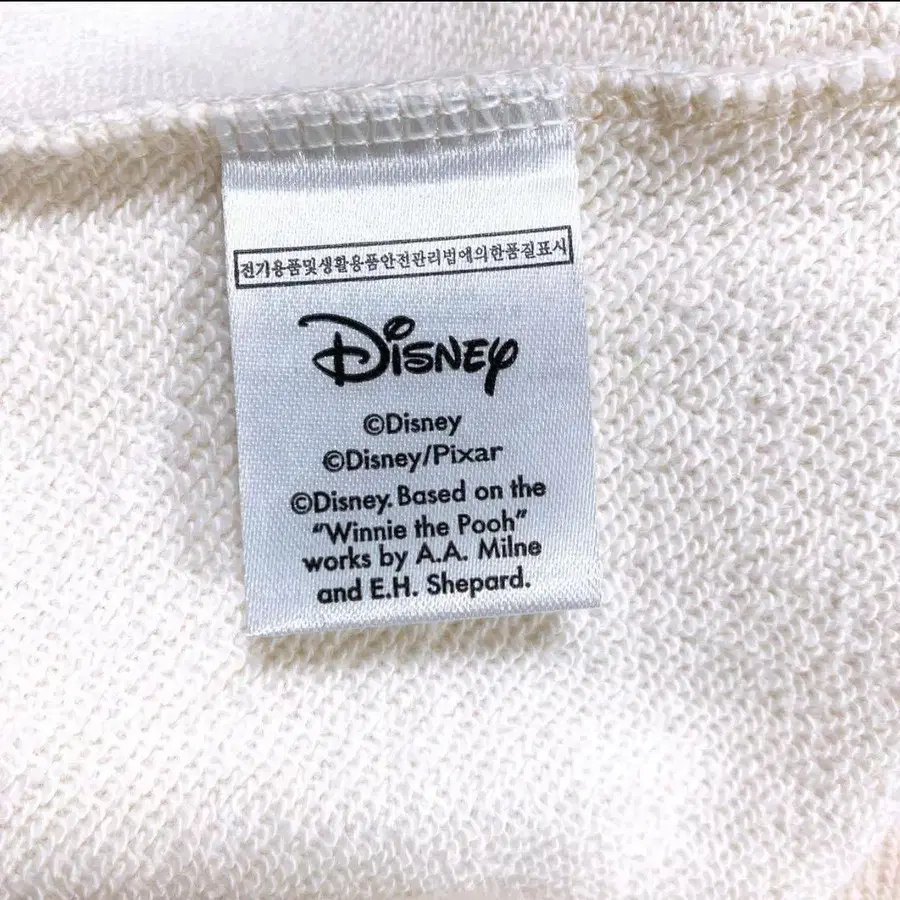 전기용품및생활용품안전관리법에의한품질표시
Disney
©Disney
©Disney/Pixar
©Disney. Based on the
"Winnie the Pooh"
works by A.A. Milne
and E.H. Shepard.